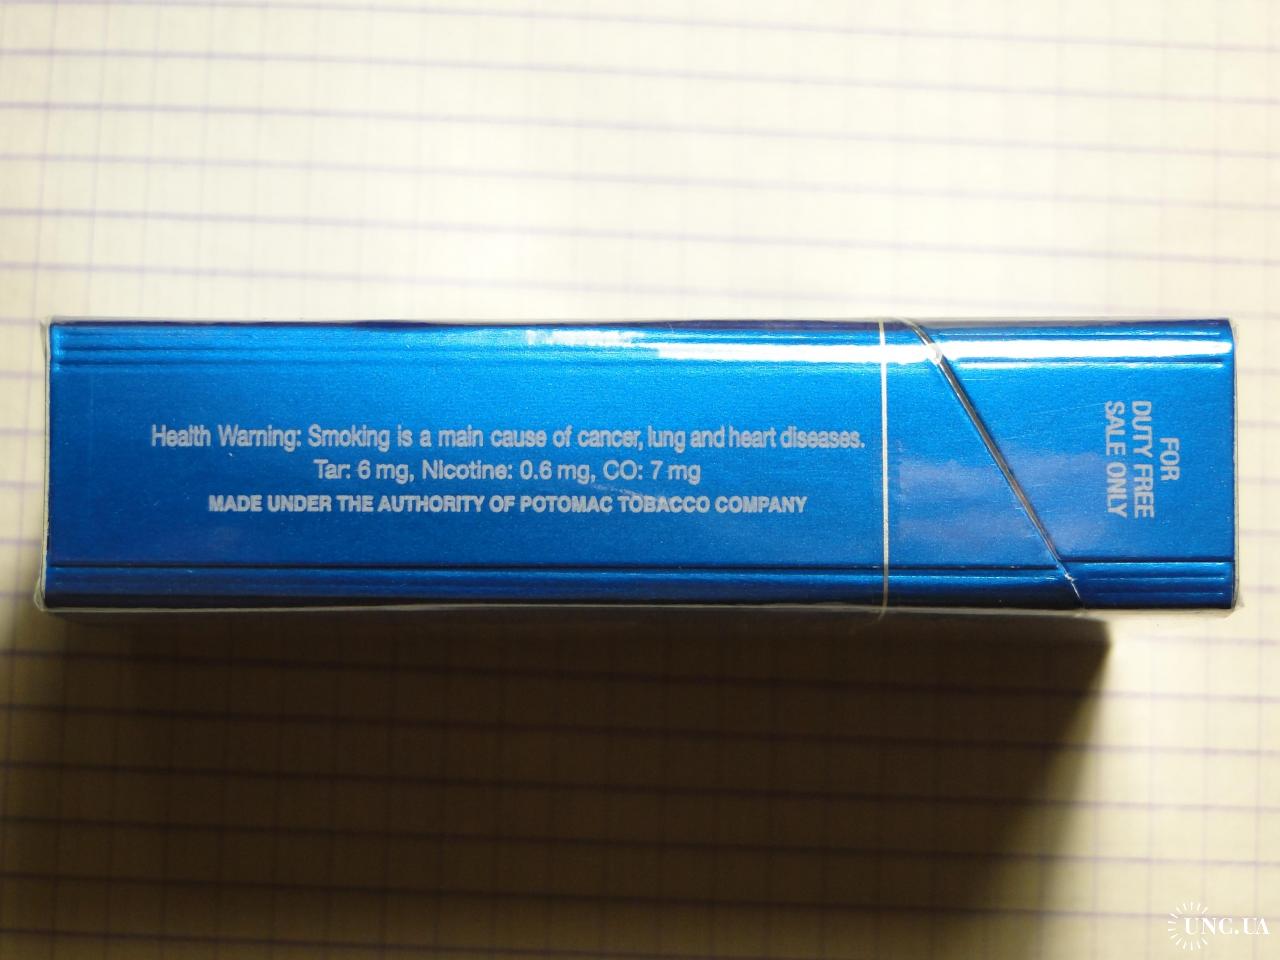 Health Warning: Smoking is a main cause of cancer, lung and heart diseases.
Tar: 6 mg, Nicotine: 0.6 mg, CO: 7 mg
MADE UNDER THE AUTHORITY OF POTOMAC TOBACCO COMPANY
FOR
DUTY FREE
SALE ONLY
UNC.UA